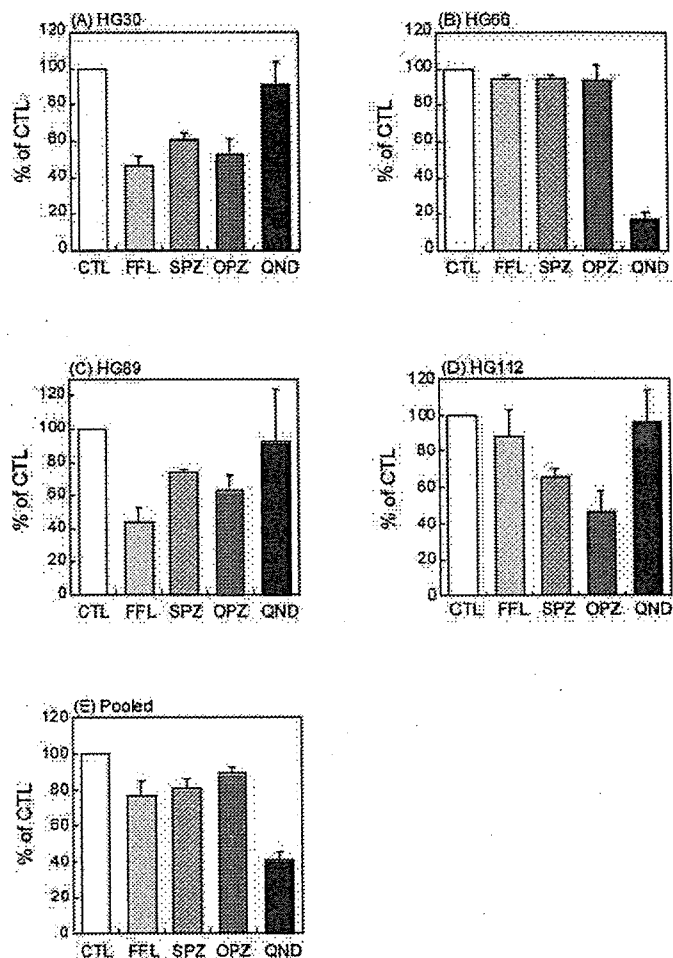 (A) HG30
120
100
80
60
40
20
0
% of CTL
CTL FFL SPZ OPZ QND
(B) HG66
120
100
80
60
40
20
0
% of CTL
CTL FFL SPZ OPZ QND
(C) HG89
120
100
80
60
40
20
0
% of CTL
CTL FFL SPZ OPZ QND
(D) HG112
120
100
80
60
40
20
0
% of CTL
CTL FFL SPZ OPZ QND
(E) Pooled
120
100
80
60
40
20
0
% of CTL
CTL FFL SPZ OPZ QND